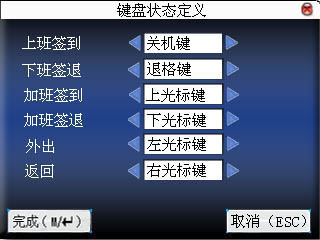 键盘状态定义
上班签到 关机键
下班签退 退格键
加班签到 上光标键
加班签退 下光标键
外出 左光标键
返回 右光标键
完成(M/↵) 取消(ESC)